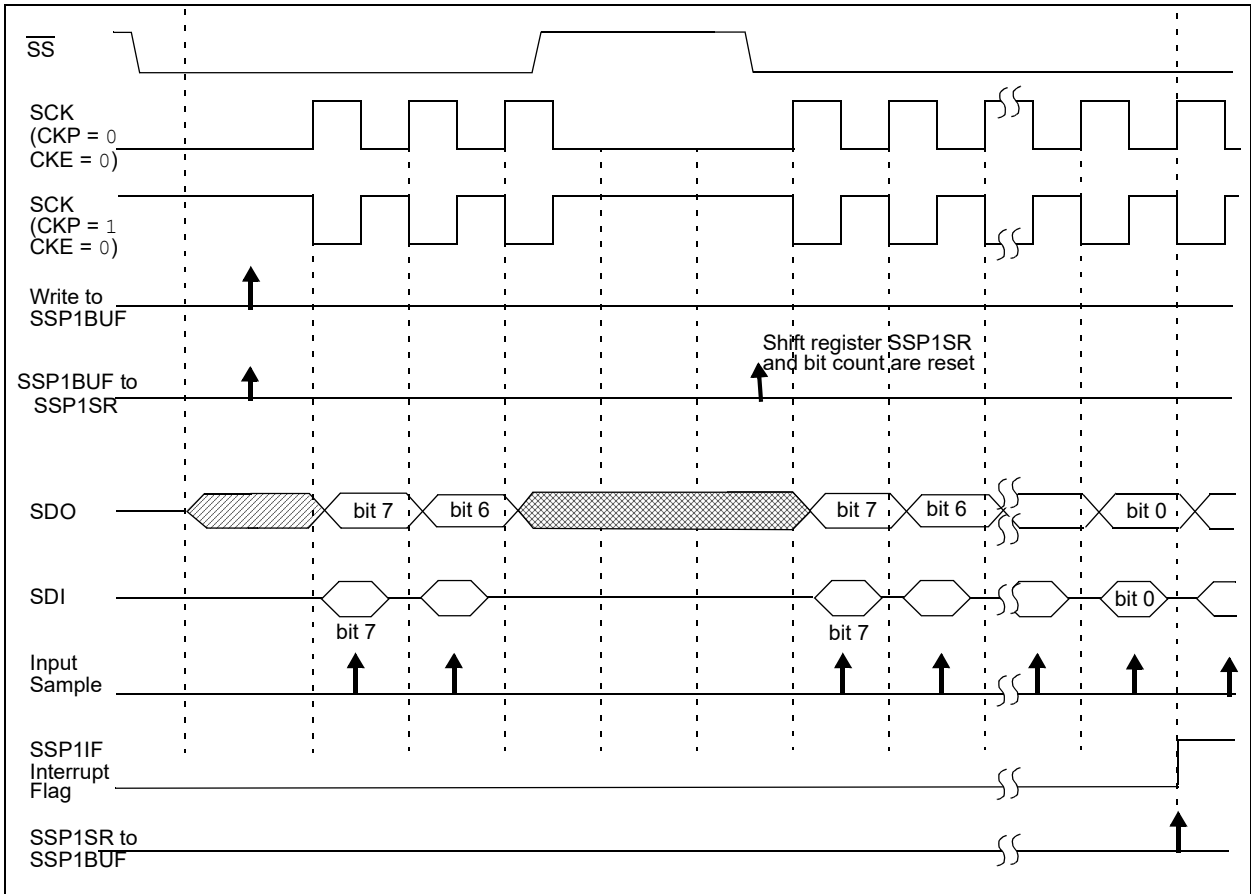 SS
SCK
(CKP = 0
CKE = 0)
SCK
(CKP = 1
CKE = 0)
Write to
SSP1BUF
Shift register SSP1SR
and bit count are reset
SSP1BUF to
SSP1SR
SDO
bit 7
bit 6
bit 7
bit 6
bit 0
SDI
bit 0
bit 7
bit 7
Input
Sample
SSP1IF
Interrupt
Flag
SSP1SR to
SSP1BUF